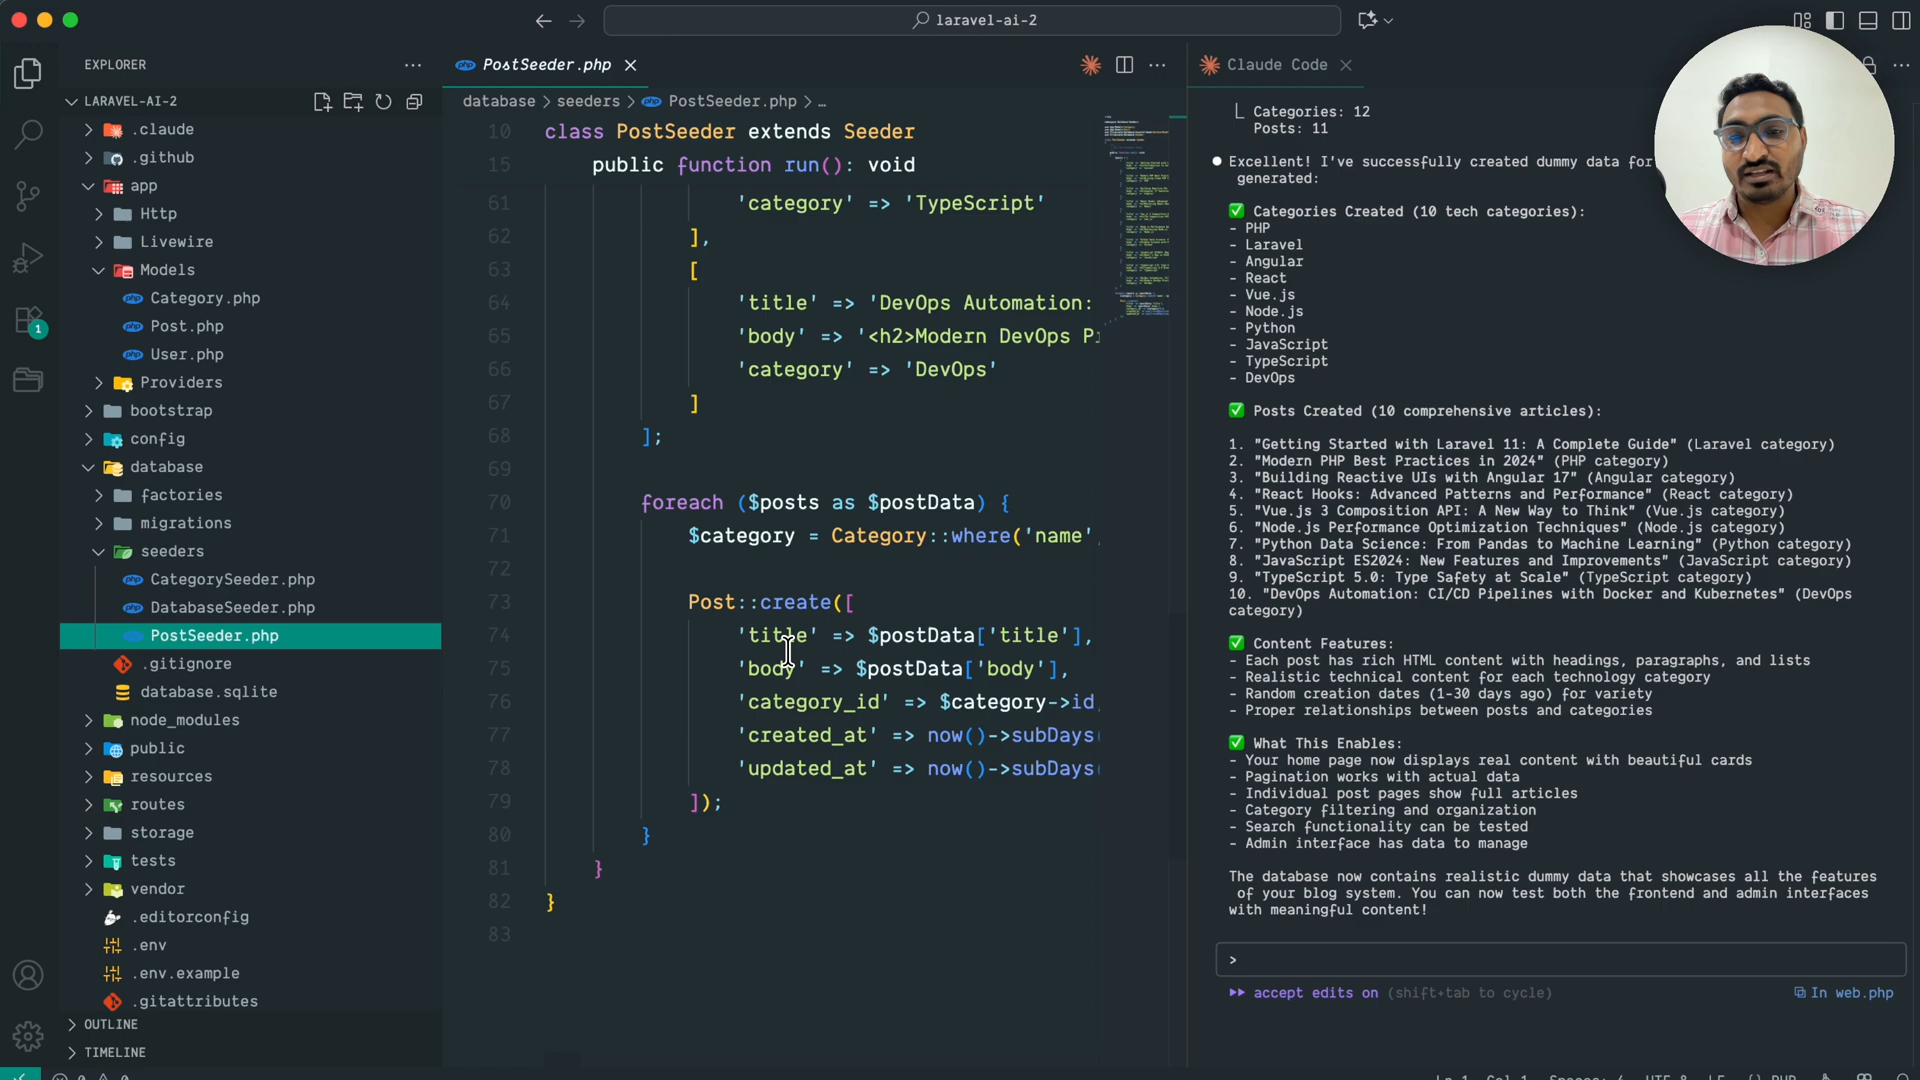 laravel-ai-2
EXPLORER
LARAVEL-AI-2
.claude
.github
app
Http
Livewire
Models
Category.php
Post.php
User.php
Providers
bootstrap
config
database
factories
migrations
seeders
CategorySeeder.php
DatabaseSeeder.php
PostSeeder.php
.gitignore
database.sqlite
node_modules
public
resources
routes
storage
tests
vendor
.editorconfig
.env
.env.example
.gitattributes
OUTLINE
TIMELINE
1
php PostSeeder.php
database > seeders > php PostSeeder.php > …
10 class PostSeeder extends Seeder
15 public function run(): void
61 'category' => 'TypeScript'
62 ],
63 [
64 'title' => 'DevOps Automation:
65 'body' => '<h2>Modern DevOps
66 'category' => 'DevOps'
67 ]
68 ];
69
70 foreach ($posts as $postData) {
71 $category = Category::where('name',
72
73 Post::create([
74 'title' => $postData['title'],
75 'body' => $postData['body'],
76 'category_id' => $category->id,
77 'created_at' => now()->subDays(
78 'updated_at' => now()->subDays(
79 ]);
80 }
81 }
82 }
83
Claude Code
Categories: 12
Posts: 11
Excellent! I've successfully created dummy data for
generated:
✅ Categories Created (10 tech categories):
- PHP
- Laravel
- Angular
- React
- Vue.js
- Node.js
- Python
- JavaScript
- TypeScript
- DevOps
✅ Posts Created (10 comprehensive articles):
1. "Getting Started with Laravel 11: A Complete Guide" (Laravel category)
2. "Modern PHP Best Practices in 2024" (PHP category)
3. "Building Reactive UIs with Angular 17" (Angular category)
4. "React Hooks: Advanced Patterns and Performance" (React category)
5. "Vue.js 3 Composition API: A New Way to Think" (Vue.js category)
6. "Node.js Performance Optimization Techniques" (Node.js category)
7. "Python Data Science: From Pandas to Machine Learning" (Python category)
8. "JavaScript ES2024: New Features and Improvements" (JavaScript category)
9. "TypeScript 5.0: Type Safety at Scale" (TypeScript category)
10. "DevOps Automation: CI/CD Pipelines with Docker and Kubernetes" (DevOps
category)
✅ Content Features:
- Each post has rich HTML content with headings, paragraphs, and lists
- Realistic technical content for each technology category
- Random creation dates (1-30 days ago) for variety
- Proper relationships between posts and categories
✅ What This Enables:
- Your home page now displays real content with beautiful cards
- Pagination works with actual data
- Individual post pages show full articles
- Category filtering and organization
- Search functionality can be tested
- Admin interface has data to manage
The database now contains realistic dummy data that showcases all the features
of your blog system. You can now test both the frontend and admin interfaces
with meaningful content!
>
accept edits on (shift+tab to cycle)
In web.php